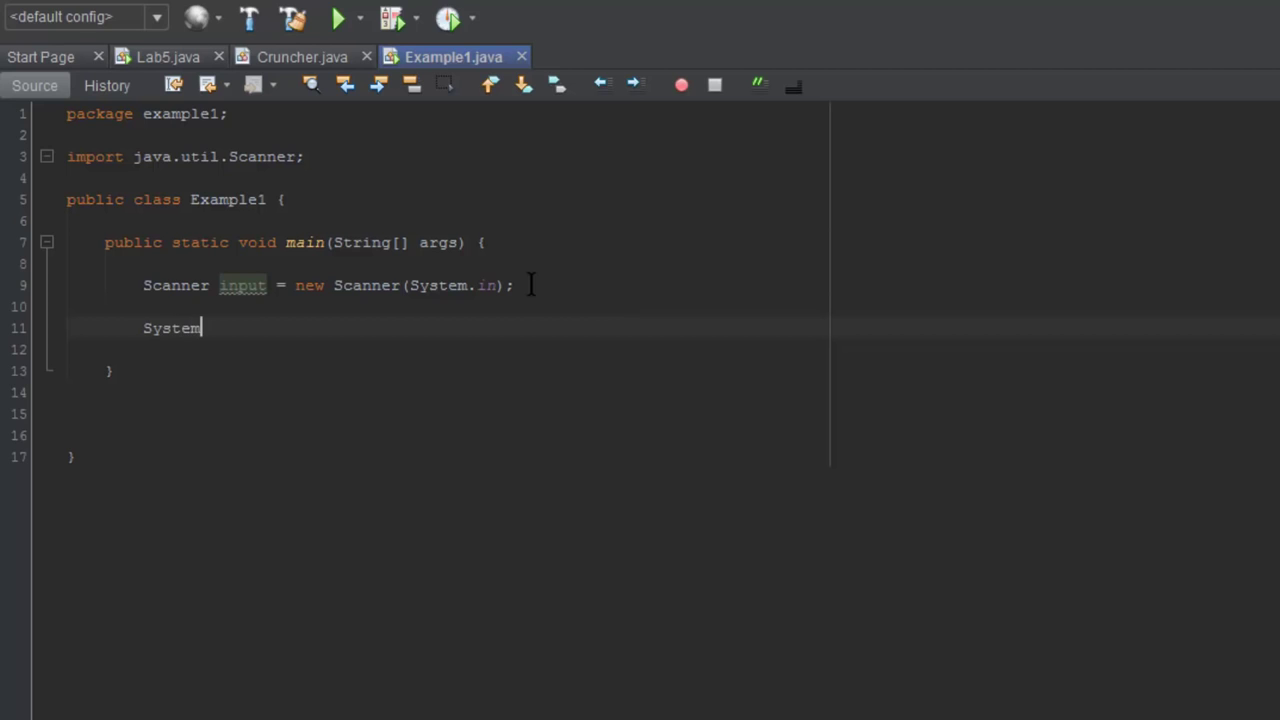 <default config>
Start Page Lab5.java Cruncher.java Example1.java
Source History
1 package example1;
2
3 import java.util.Scanner;
4
5 public class Example1 {
6
7 public static void main(String[] args) {
8
9 Scanner input = new Scanner(System.in);
10
11 System
12
13 }
14
15
16
17 }